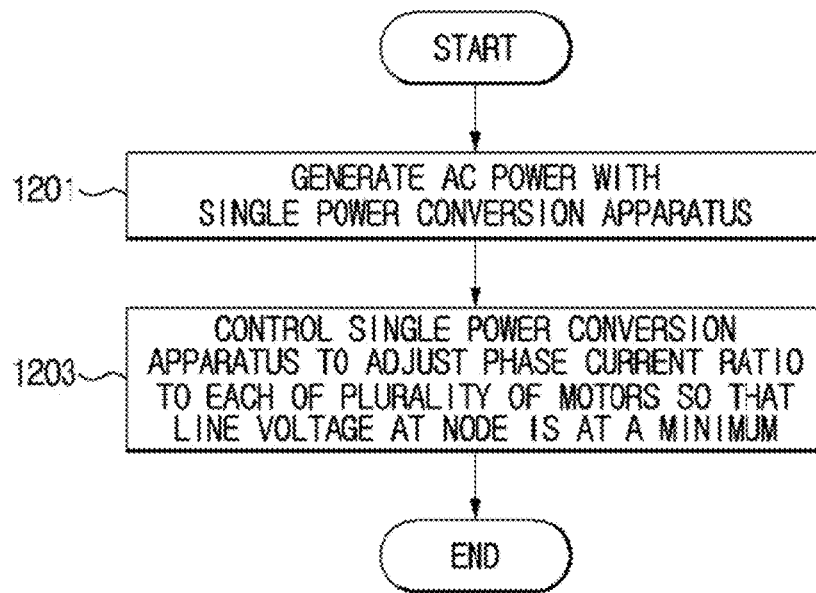 START
1201
GENERATE AC POWER WITH
SINGLE POWER CONVERSION APPARATUS
1203
CONTROL SINGLE POWER CONVERSION
APPARATUS TO ADJUST PHASE CURRENT RATIO
TO EACH OF PLURALITY OF MOTORS SO THAT
LINE VOLTAGE AT NODE IS AT A MINIMUM
END